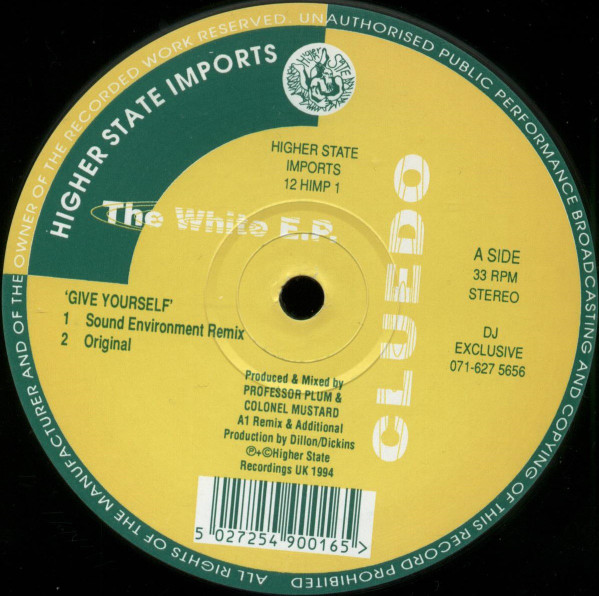 ALL RIGHTS OF THE MANUFACTURER AND OF THE OWNER OF THE RECORDED WORK RESERVED. UNAUTHORISED PUBLIC PERFORMANCE BROADCASTING AND COPYING OF THIS RECORD PROHIBITED
HIGHER STATE IMPORTS
HIGHER STATE
IMPORTS
12 HIMP 1
The White E.P.
CLUEDO
A SIDE
33 RPM
STEREO
DJ
EXCLUSIVE
071-627 5656
'GIVE YOURSELF'
1 Sound Environment Remix
2 Original
Produced & Mixed by
PROFESSOR PLUM &
COLONEL MUSTARD
A1 Remix & Additional
Production by Dillon/Dickins
℗+©Higher State
Recordings UK 1994
5 027254 900165 >